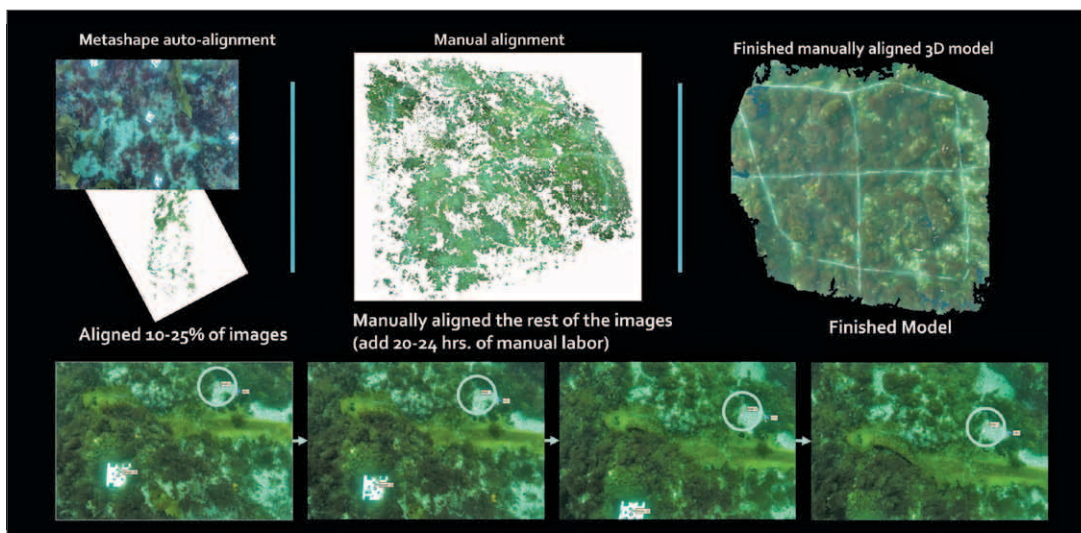 Metashape auto-alignment
Manual alignment
Finished manually aligned 3D model
Aligned 10-25% of images
Manually aligned the rest of the images
(add 20-24 hrs. of manual labor)
Finished Model